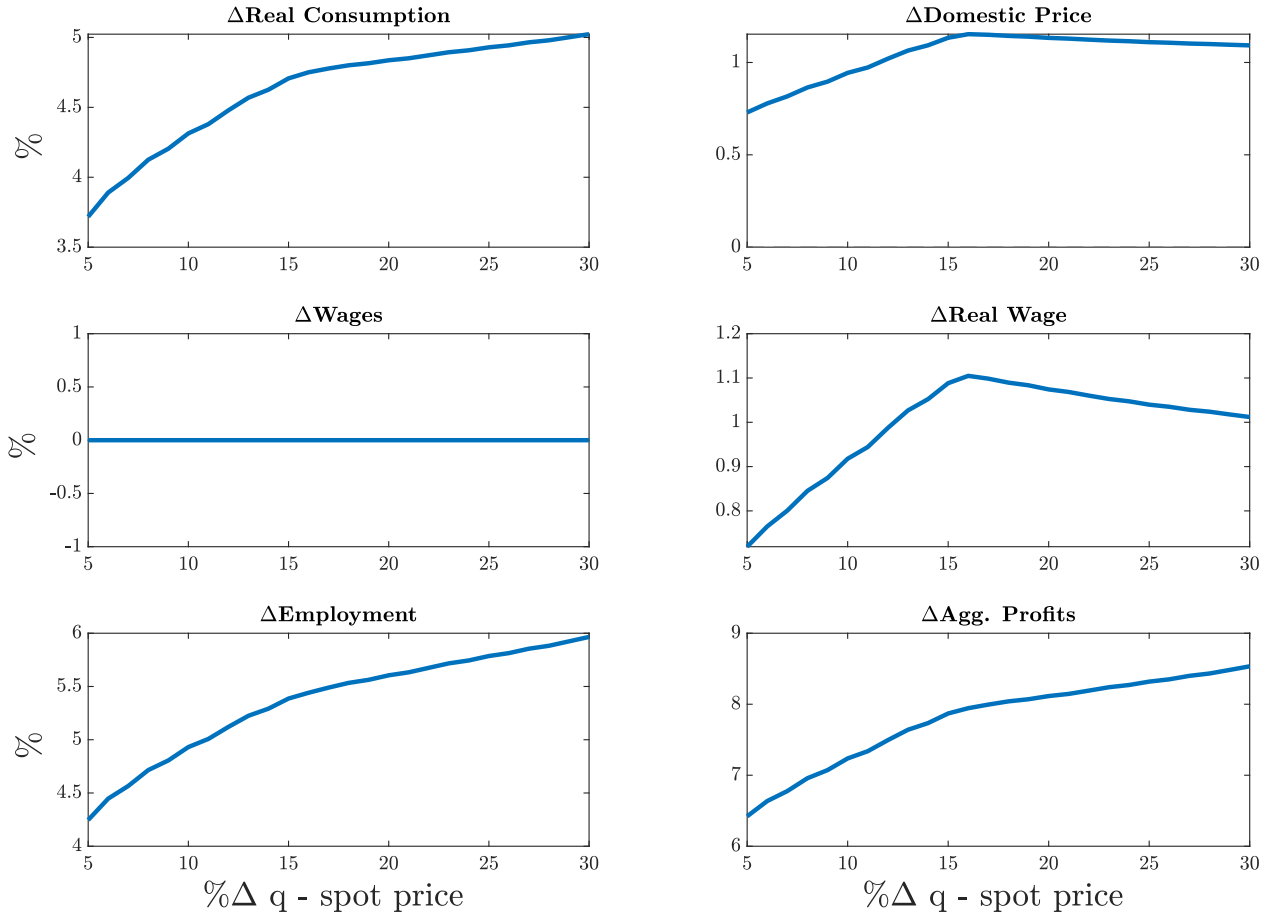 ΔReal Consumption
5
4.5
4
3.5
%
5 10 15 20 25 30
ΔDomestic Price
1
0.5
0
5 10 15 20 25 30
ΔWages
1
0.5
0
-0.5
-1
%
5 10 15 20 25 30
ΔReal Wage
1.2
1.1
1
0.9
0.8
5 10 15 20 25 30
ΔEmployment
6
5.5
5
4.5
4
%
5 10 15 20 25 30
%Δ q - spot price
ΔAgg. Profits
9
8
7
6
5 10 15 20 25 30
%Δ q - spot price